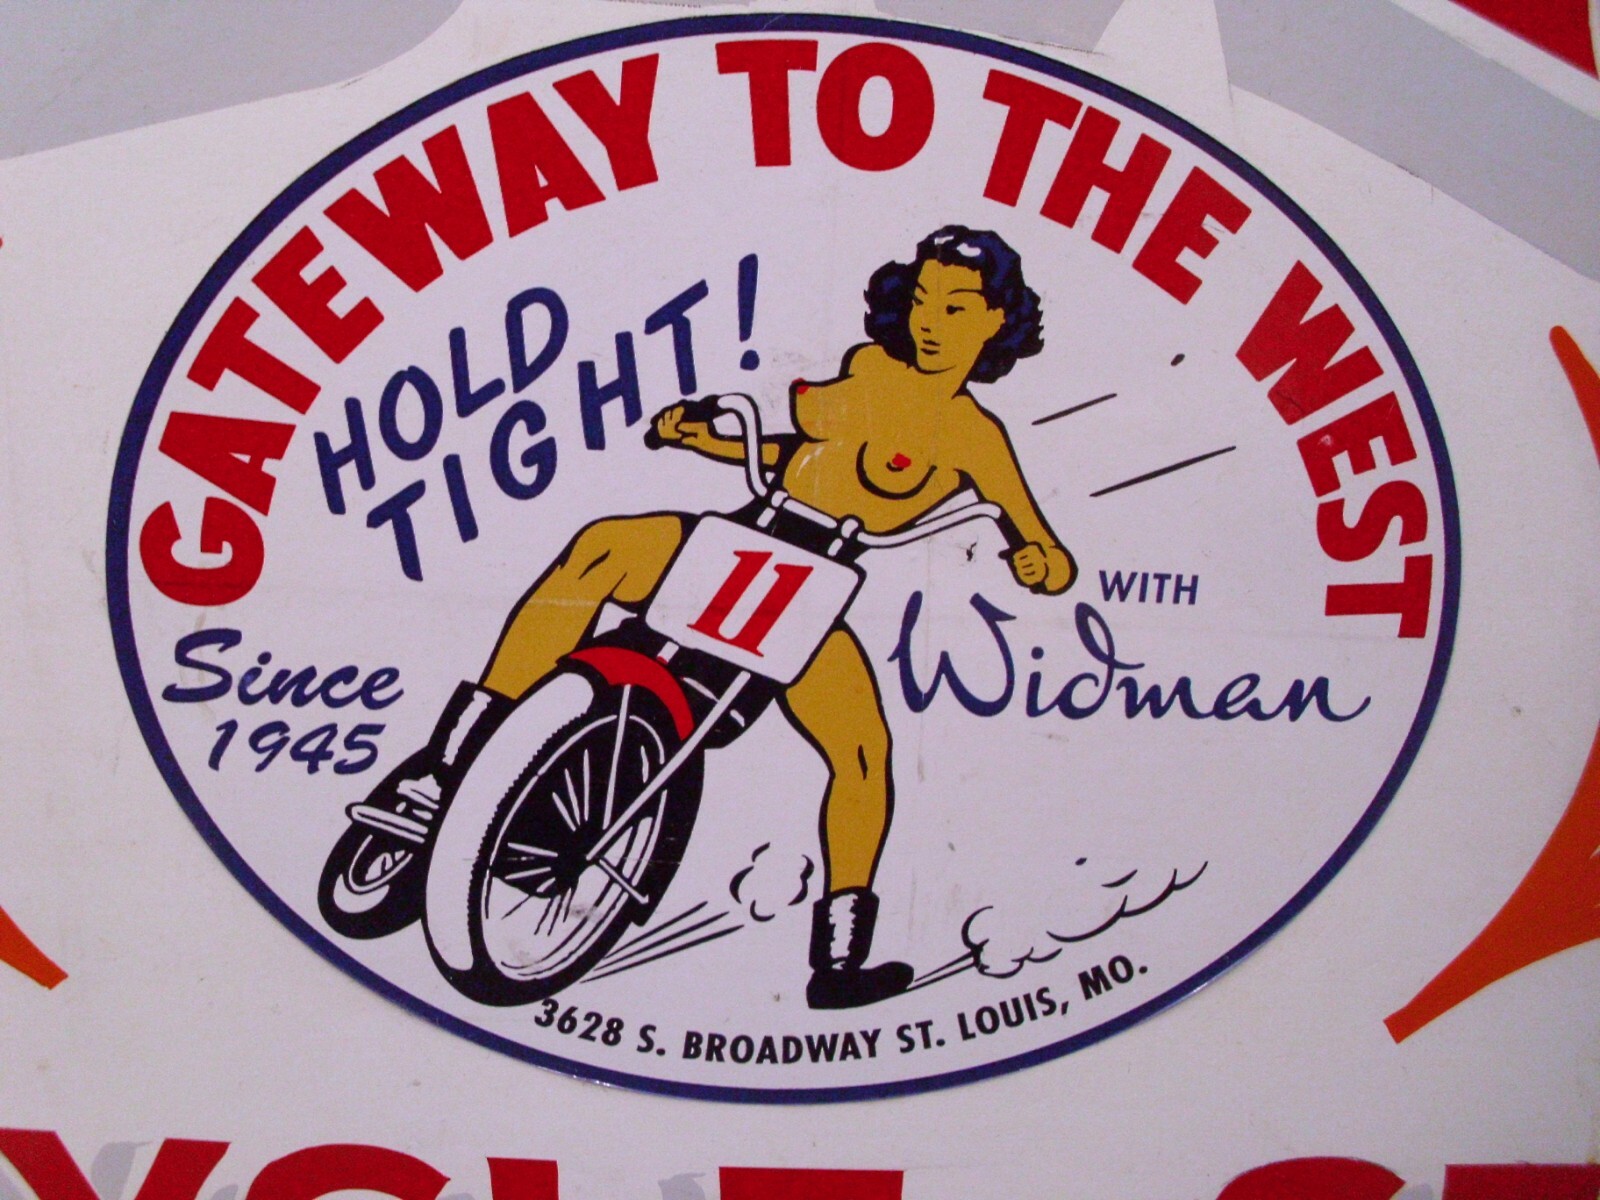 GATEWAY TO THE WEST
HOLD
TIGHT!
11
WITH
Widman
Since
1945
3628 S. BROADWAY ST. LOUIS, MO.